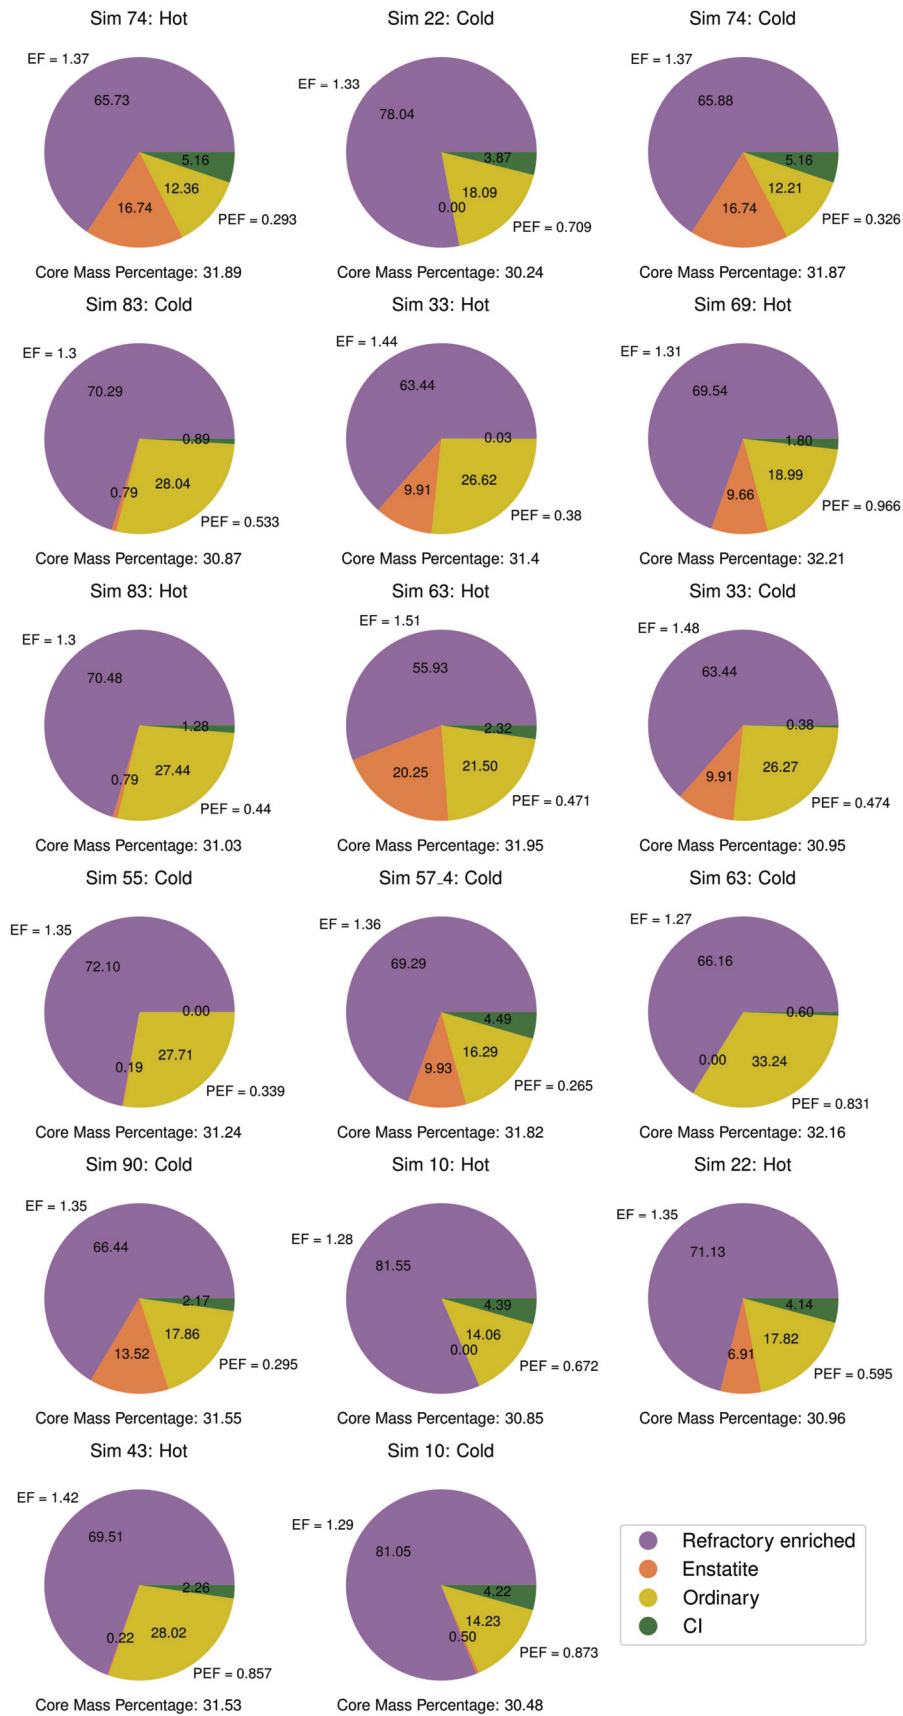 Sim 74: Hot
EF = 1.37
65.73
5.16
12.36
16.74
PEF = 0.293
Core Mass Percentage: 31.89
Sim 22: Cold
EF = 1.33
78.04
3.87
18.09
0.00
PEF = 0.709
Core Mass Percentage: 30.24
Sim 74: Cold
EF = 1.37
65.88
5.16
12.21
16.74
PEF = 0.326
Core Mass Percentage: 31.87
Sim 83: Cold
EF = 1.3
70.29
0.89
28.04
0.79
PEF = 0.533
Core Mass Percentage: 30.87
Sim 33: Hot
EF = 1.44
63.44
0.03
26.62
9.91
PEF = 0.38
Core Mass Percentage: 31.4
Sim 69: Hot
EF = 1.31
69.54
1.80
18.99
9.66
PEF = 0.966
Core Mass Percentage: 32.21
Sim 83: Hot
EF = 1.3
70.48
1.28
27.44
0.79
PEF = 0.44
Core Mass Percentage: 31.03
Sim 63: Hot
EF = 1.51
55.93
2.32
21.50
20.25
PEF = 0.471
Core Mass Percentage: 31.95
Sim 33: Cold
EF = 1.48
63.44
0.38
26.27
9.91
PEF = 0.474
Core Mass Percentage: 30.95
Sim 55: Cold
EF = 1.35
72.10
0.00
27.71
0.19
PEF = 0.339
Core Mass Percentage: 31.24
Sim 57_4: Cold
EF = 1.36
69.29
4.49
16.29
9.93
PEF = 0.265
Core Mass Percentage: 31.82
Sim 63: Cold
EF = 1.27
66.16
0.60
33.24
0.00
PEF = 0.831
Core Mass Percentage: 32.16
Sim 90: Cold
EF = 1.35
66.44
2.17
17.86
13.52
PEF = 0.295
Core Mass Percentage: 31.55
Sim 10: Hot
EF = 1.28
81.55
4.39
14.06
0.00
PEF = 0.672
Core Mass Percentage: 30.85
Sim 22: Hot
EF = 1.35
71.13
4.14
17.82
6.91
PEF = 0.595
Core Mass Percentage: 30.96
Sim 43: Hot
EF = 1.42
69.51
2.26
28.02
0.22
PEF = 0.857
Core Mass Percentage: 31.53
Sim 10: Cold
EF = 1.29
81.05
4.22
14.23
0.50
PEF = 0.873
Core Mass Percentage: 30.48
Refractory enriched
Enstatite
Ordinary
CI